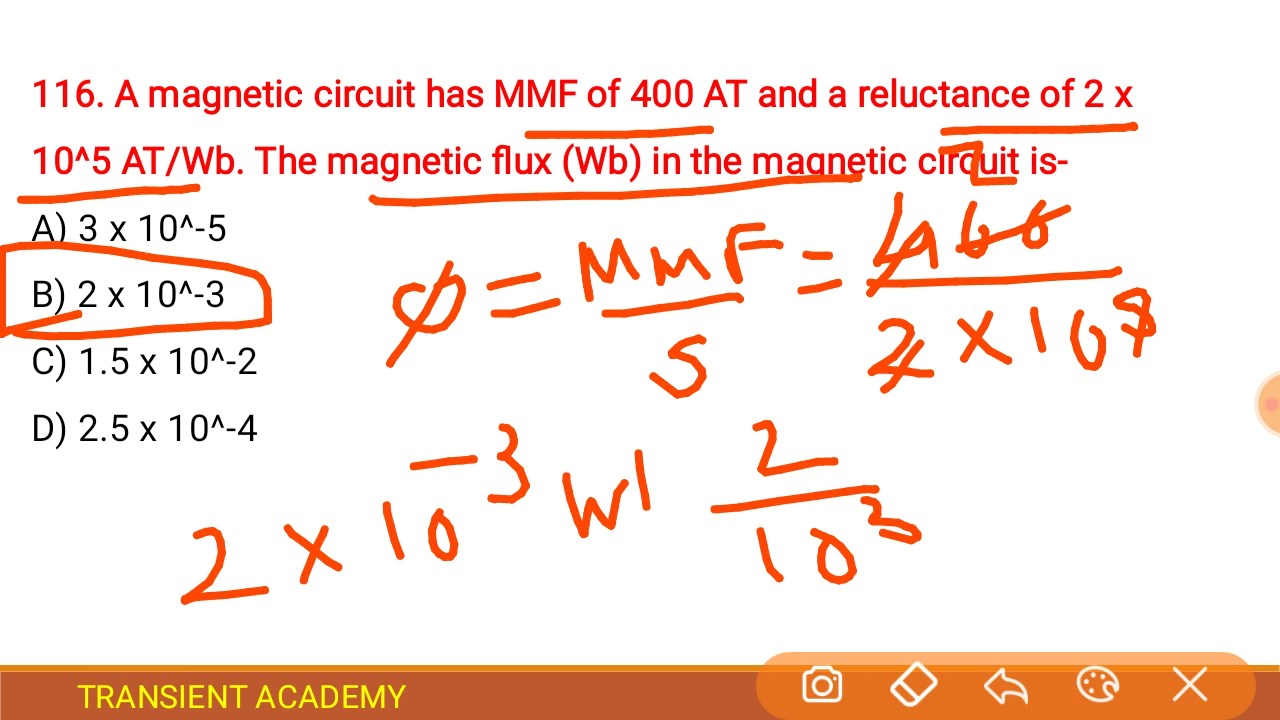 116. A magnetic circuit has MMF of 400 AT and a reluctance of 2 x
10^5 AT/Wb. The magnetic flux (Wb) in the magnetic circuit is-
A) 3 x 10^-5
B) 2 x 10^-3
C) 1.5 x 10^-2
D) 2.5 x 10^-4
φ = MMF / S = 400 / 2 x 10
2
2 / 10^3
2 x 10^-3 W
TRANSIENT ACADEMY